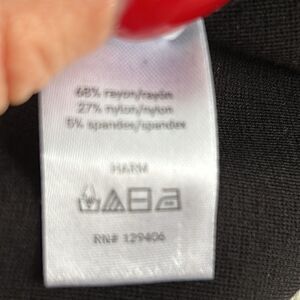 68% rayon/rayón
27% nylon/nylon
5% spandex/spandex
HARM
RN# 129406